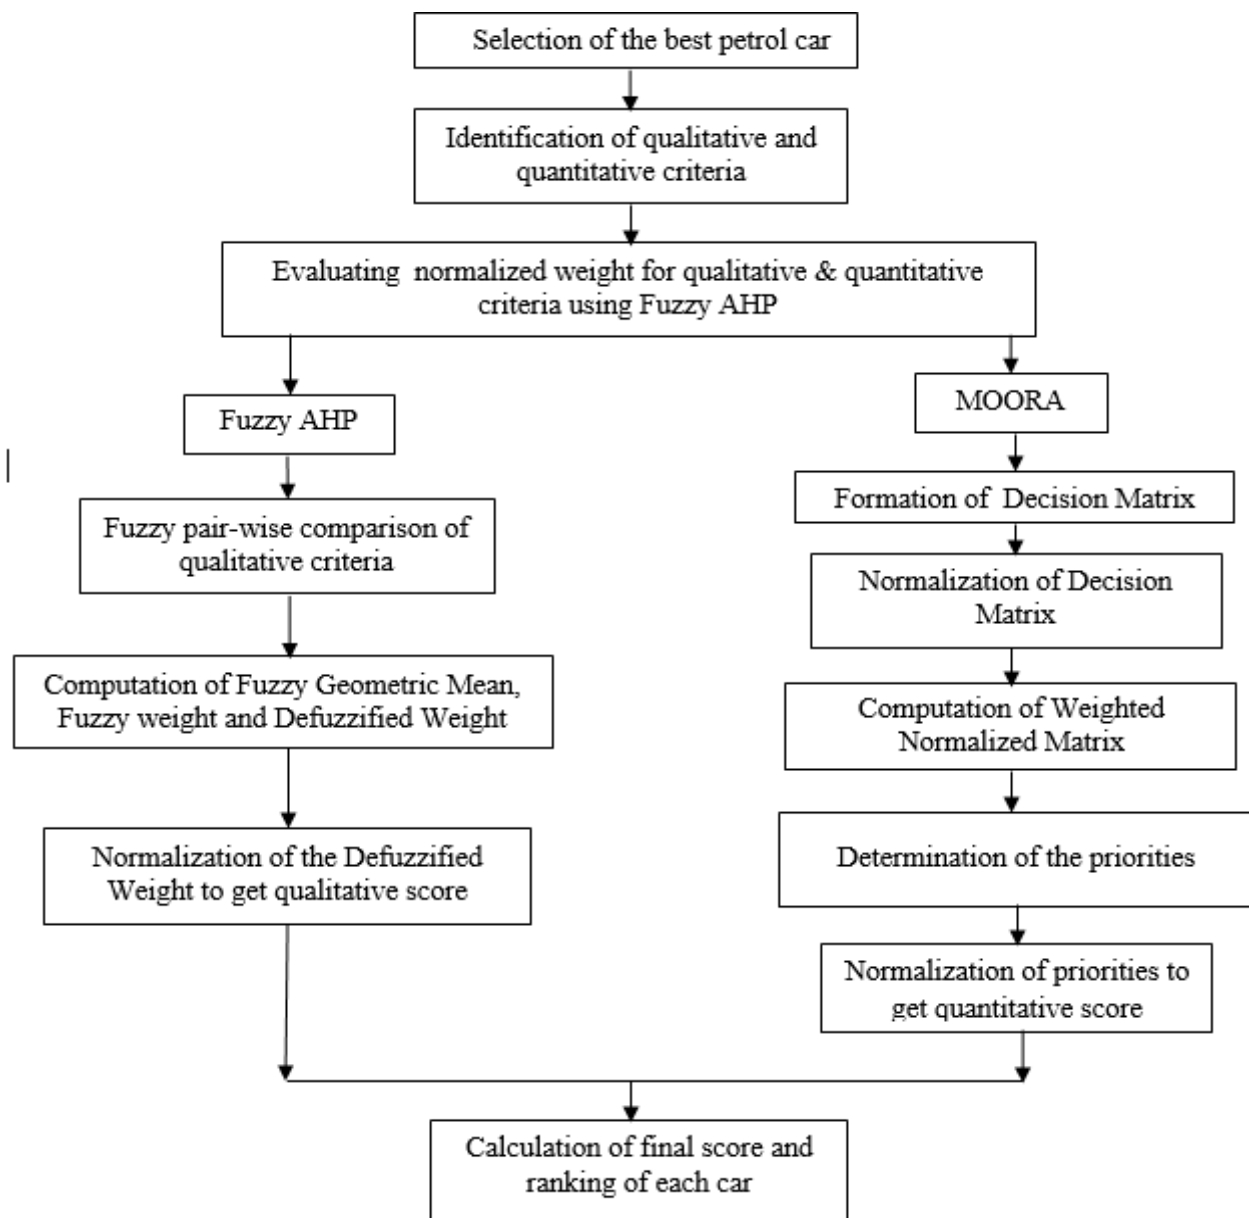 Selection of the best petrol car
Identification of qualitative and
quantitative criteria
Evaluating normalized weight for qualitative & quantitative
criteria using Fuzzy AHP
Fuzzy AHP
Fuzzy pair-wise comparison of
qualitative criteria
Computation of Fuzzy Geometric Mean,
Fuzzy weight and Defuzzified Weight
Normalization of the Defuzzified
Weight to get qualitative score
MOORA
Formation of Decision Matrix
Normalization of Decision
Matrix
Computation of Weighted
Normalized Matrix
Determination of the priorities
Normalization of priorities to
get quantitative score
Calculation of final score and
ranking of each car